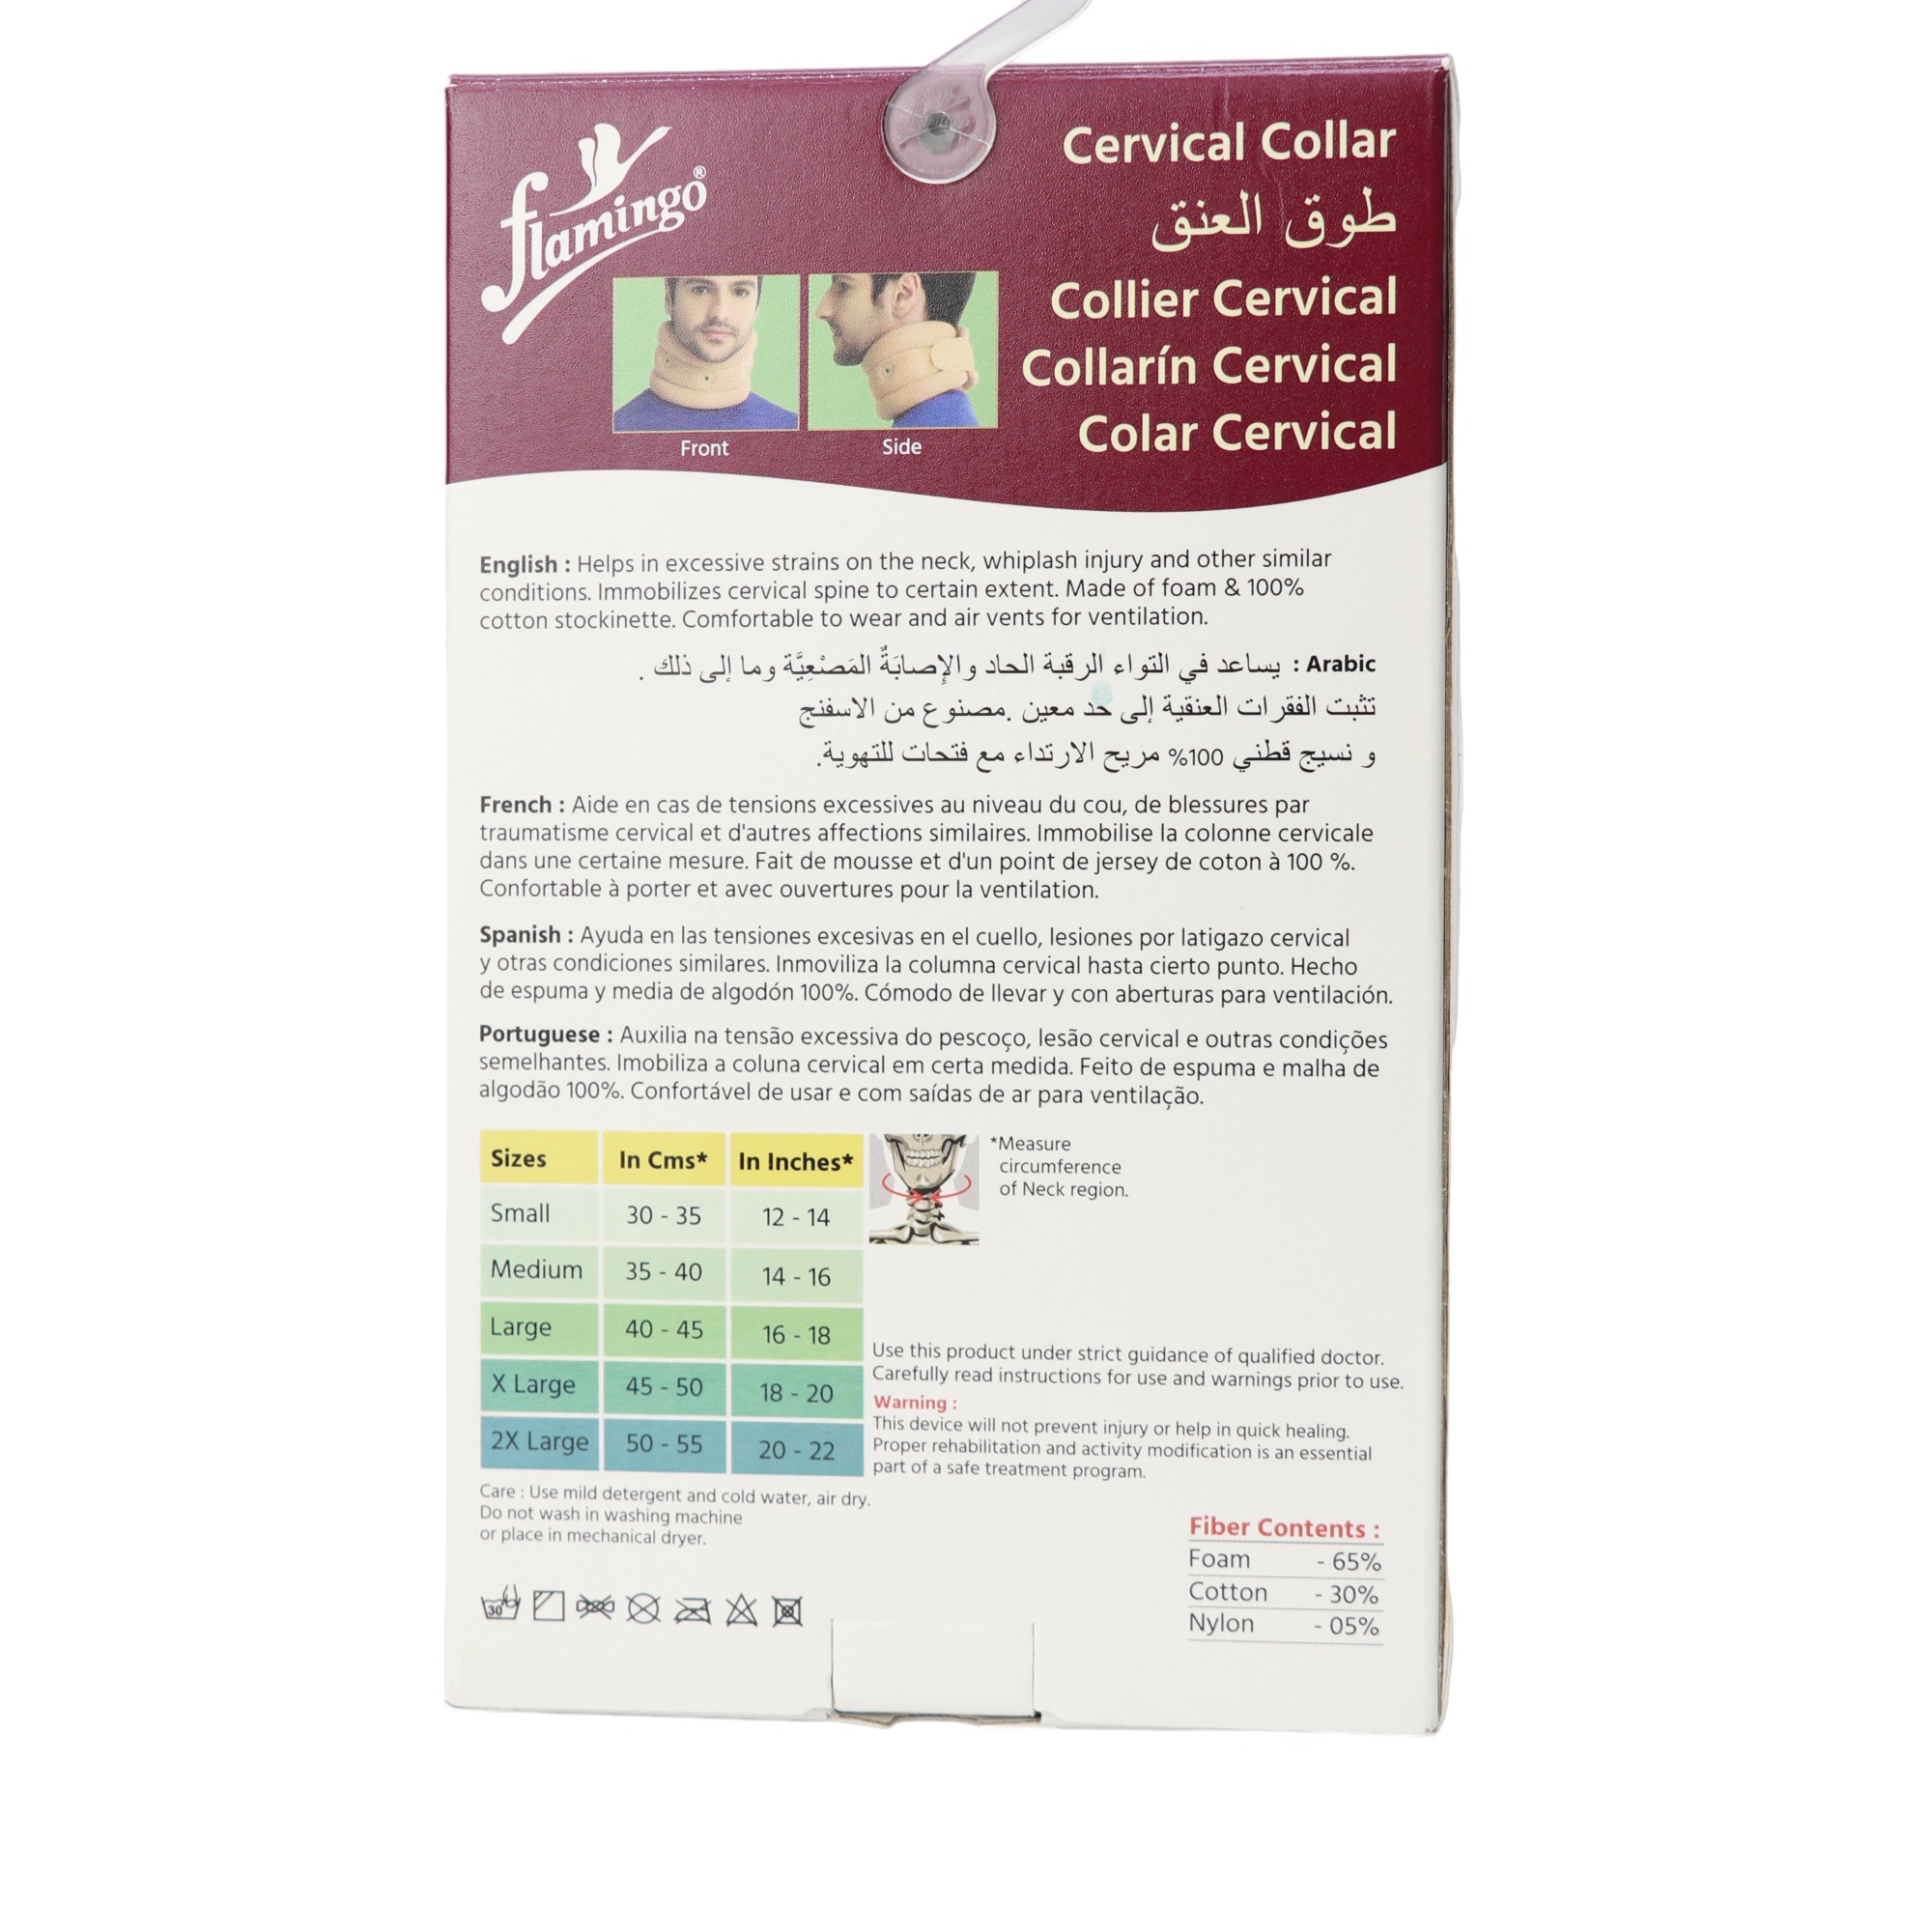 flamingo®
Cervical Collar
طوق العنق
Collier Cervical
Collarín Cervical
Colar Cervical
Front
Side
English : Helps in excessive strains on the neck, whiplash injury and other similar
conditions. Immobilizes cervical spine to certain extent. Made of foam & 100%
cotton stockinette. Comfortable to wear and air vents for ventilation.
Arabic : يساعد في التواء الرقبة الحاد والإِصابَةٌ المَصْعِيَّة وما إلى ذلك .
تثبت الفقرات العنقية إلى حد معين .مصنوع من الاسفنج
و نسيج قطني 100% مريح الارتداء مع فتحات للتهوية.
French : Aide en cas de tensions excessives au niveau du cou, de blessures par
traumatisme cervical et d'autres affections similaires. Immobilise la colonne cervicale
dans une certaine mesure. Fait de mousse et d'un point de jersey de coton à 100 %.
Confortable à porter et avec ouvertures pour la ventilation.
Spanish : Ayuda en las tensiones excesivas en el cuello, lesiones por latigazo cervical
y otras condiciones similares. Inmoviliza la columna cervical hasta cierto punto. Hecho
de espuma y media de algodón 100%. Cómodo de llevar y con aberturas para ventilación.
Portuguese : Auxilia na tensão excessiva do pescoço, lesão cervical e outras condições
semelhantes. Imobiliza a coluna cervical em certa medida. Feito de espuma e malha de
algodão 100%. Confortável de usar e com saídas de ar para ventilação.
Sizes In Cms* In Inches*
Small 30 - 35 12 - 14
Medium 35 - 40 14 - 16
Large 40 - 45 16 - 18
X Large 45 - 50 18 - 20
2X Large 50 - 55 20 - 22
*Measure
circumference
of Neck region.
Use this product under strict guidance of qualified doctor.
Carefully read instructions for use and warnings prior to use.
Warning :
This device will not prevent injury or help in quick healing.
Proper rehabilitation and activity modification is an essential
part of a safe treatment program.
Care : Use mild detergent and cold water, air dry.
Do not wash in washing machine
or place in mechanical dryer.
30
Fiber Contents :
Foam - 65%
Cotton - 30%
Nylon - 05%